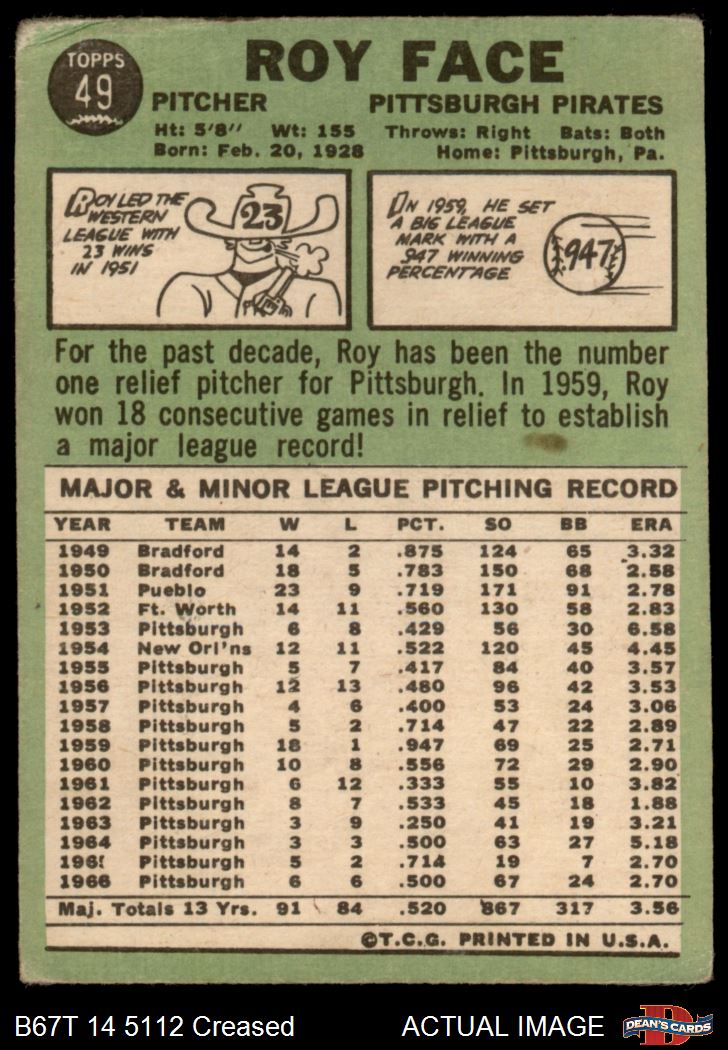 TOPPS
49
ROY FACE
PITCHER PITTSBURGH PIRATES
Ht: 5'8" Wt: 155 Throws: Right Bats: Both
Born: Feb. 20, 1928 Home: Pittsburgh, Pa.
ROY LED THE
WESTERN
LEAGUE WITH
23 WINS
IN 1951
23
IN 1959, HE SET
A BIG LEAGUE
MARK WITH A
.947 WINNING
PERCENTAGE
.947
For the past decade, Roy has been the number
one relief pitcher for Pittsburgh. In 1959, Roy
won 18 consecutive games in relief to establish
a major league record!
MAJOR & MINOR LEAGUE PITCHING RECORD
YEAR TEAM W L PCT. SO BB ERA
1949 Bradford 14 2 .875 124 65 3.32
1950 Bradford 18 5 .783 150 68 2.58
1951 Pueblo 23 9 .719 171 91 2.78
1952 Ft. Worth 14 11 .560 130 58 2.83
1953 Pittsburgh 6 8 .429 56 30 6.58
1954 New Orl'ns 12 11 .522 120 45 4.45
1955 Pittsburgh 5 7 .417 84 40 3.57
1956 Pittsburgh 12 13 .480 96 42 3.53
1957 Pittsburgh 4 6 .400 53 24 3.06
1958 Pittsburgh 5 2 .714 47 22 2.89
1959 Pittsburgh 18 1 .947 69 25 2.71
1960 Pittsburgh 10 8 .556 72 29 2.90
1961 Pittsburgh 6 12 .333 55 10 3.82
1962 Pittsburgh 8 7 .533 45 18 1.88
1963 Pittsburgh 3 9 .250 41 19 3.21
1964 Pittsburgh 3 3 .500 63 27 5.18
1965 Pittsburgh 5 2 .714 19 7 2.70
1966 Pittsburgh 6 6 .500 67 24 2.70
Maj. Totals 13 Yrs. 91 84 .520 867 317 3.56
©T.C.G. PRINTED IN U.S.A.
B67T 14 5112 Creased ACTUAL IMAGE
DEAN'S CARDS